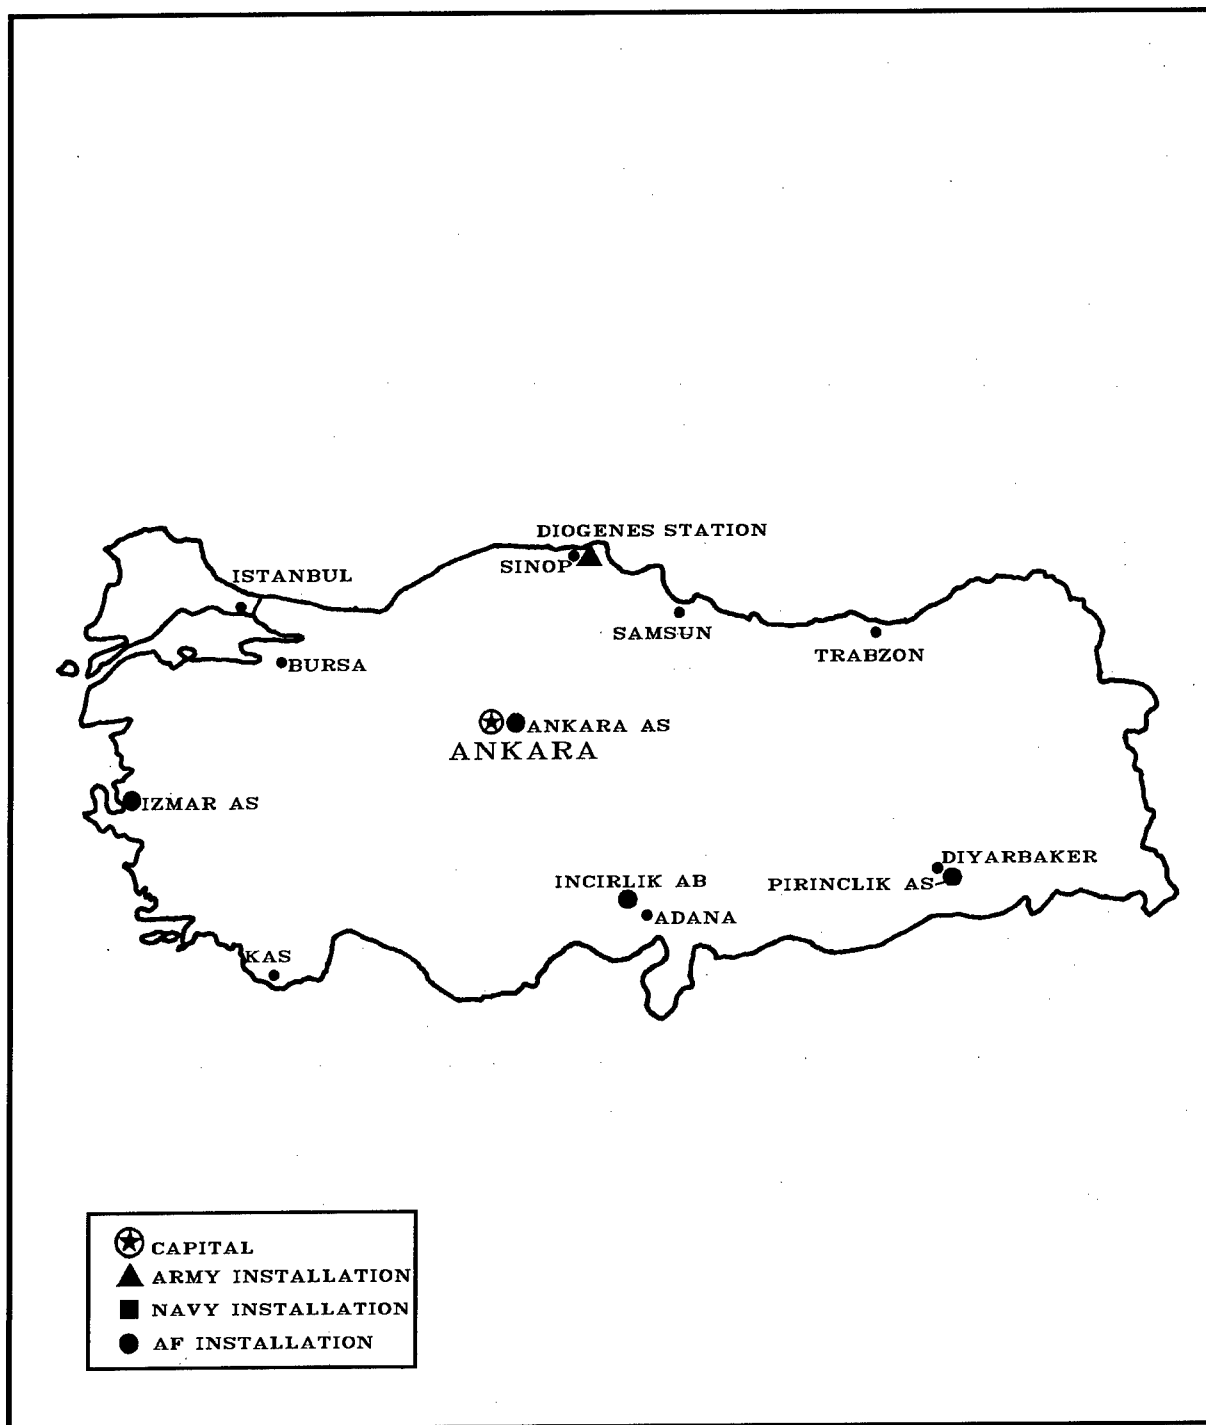 DIOGENES STATION
SINOP
ISTANBUL
SAMSUN
TRABZON
BURSA
ANKARA AS
ANKARA
IZMAR AS
DIYARBAKER
INCIRLIK AB
PIRINCLIK AS
ADANA
KAS
CAPITAL
ARMY INSTALLATION
NAVY INSTALLATION
AF INSTALLATION